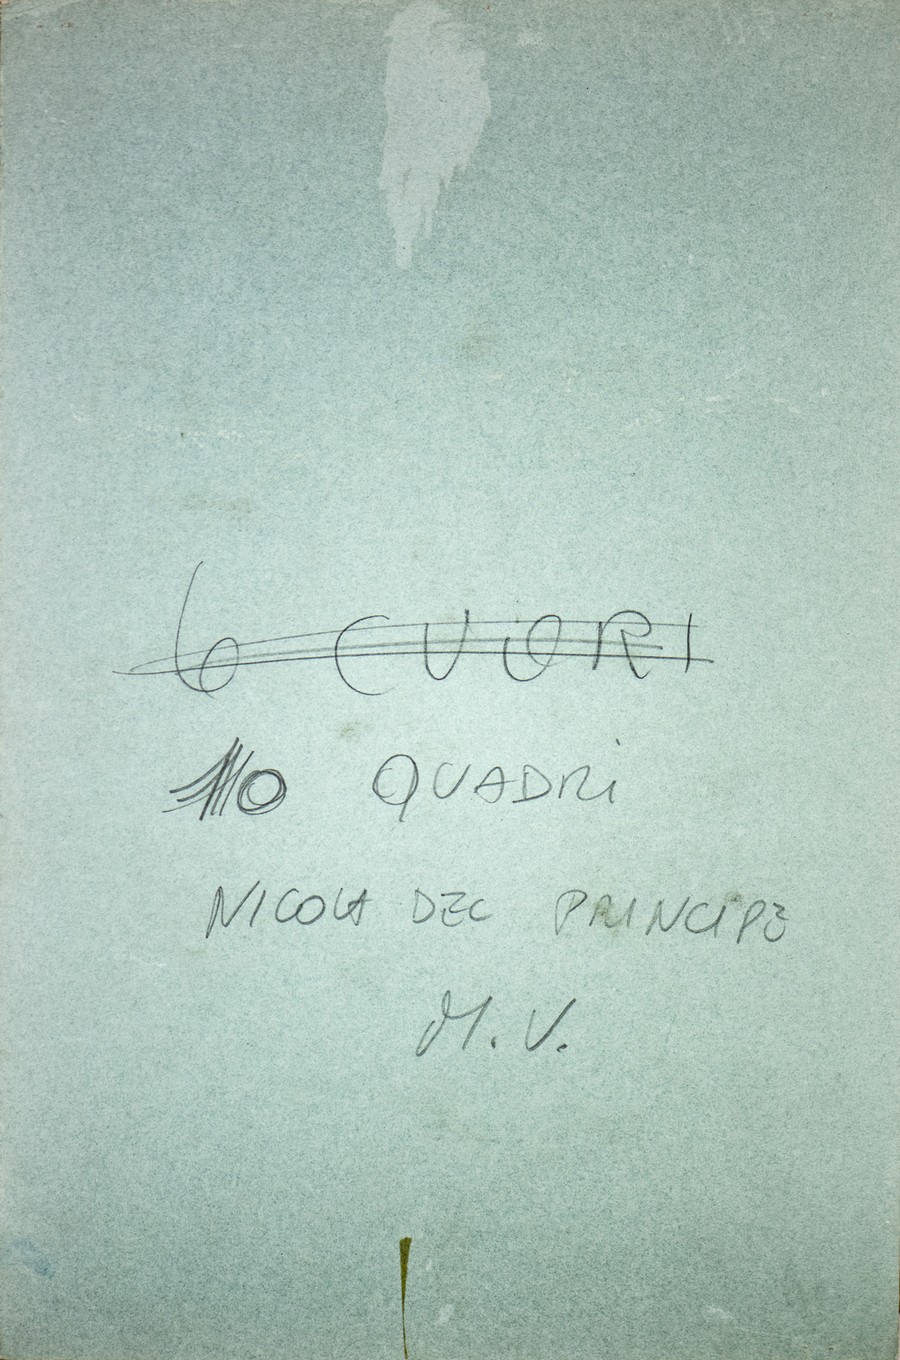 6 CUORI
10 QUADRI
NICOLA DEL PRINCIPE
M. V.